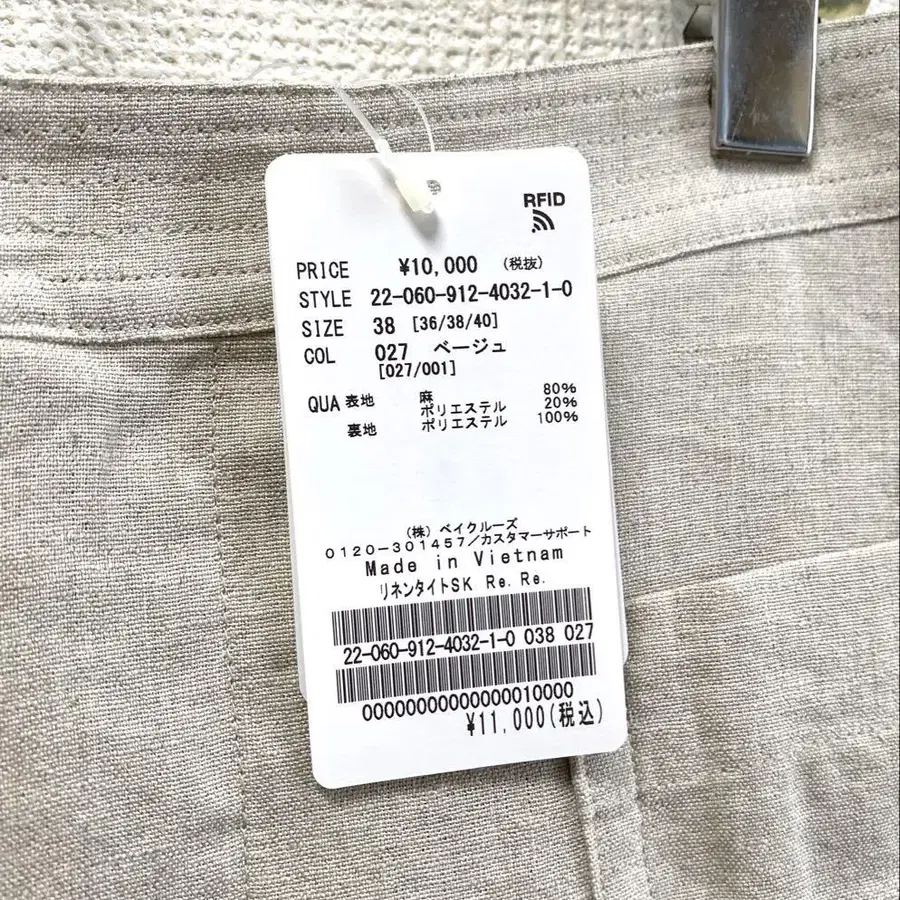 RFID
PRICE ¥10,000 (税抜)
STYLE 22-060-912-4032-1-0
SIZE 38 [36/38/40]
COL 027 ベージュ
[027/001]
QUA 表地 麻 80%
ポリエステル 20%
裏地 ポリエステル 100%
(株) ベイクルーズ
0120-301457/カスタマーサポート
Made in Vietnam
リネンタイトSK Re. Re.
22-060-912-4032-1-0 038 027
00000000000000010000
¥11,000(税込)